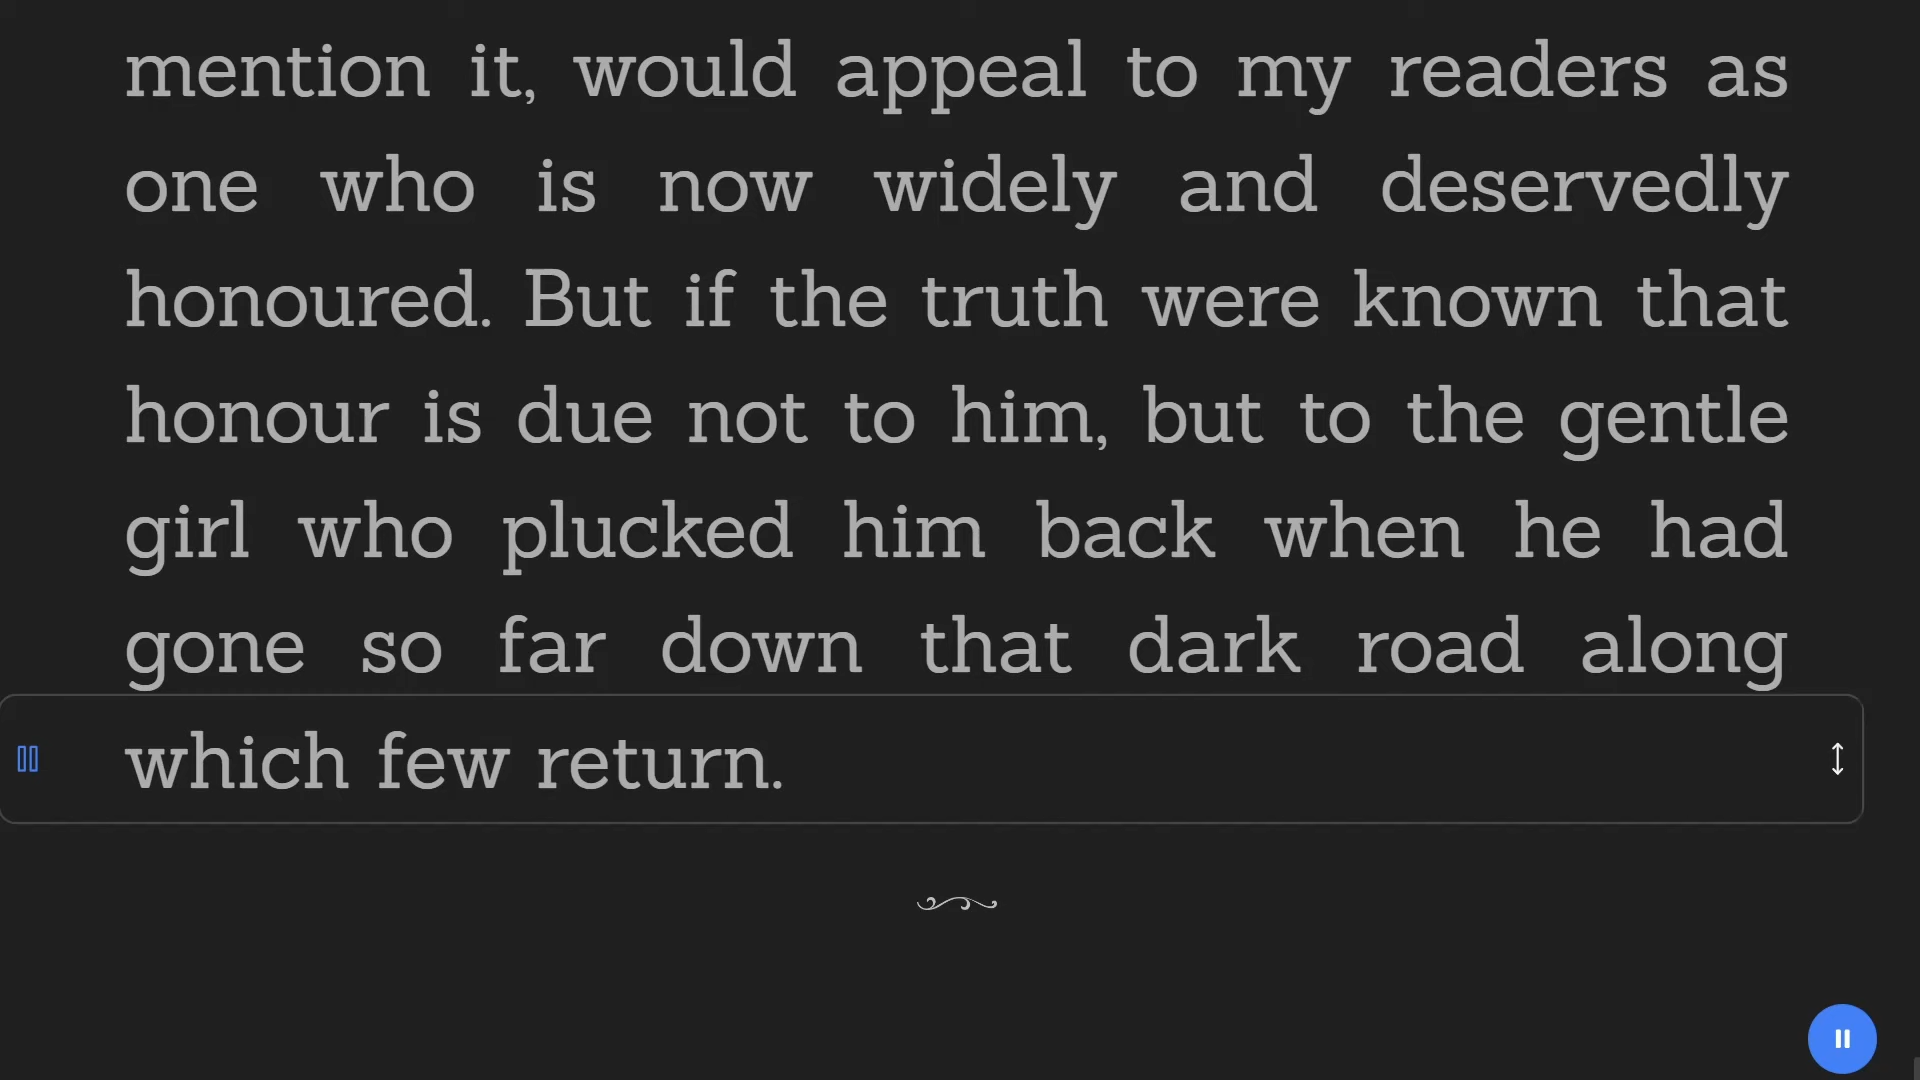 mention it, would appeal to my readers as
one who is now widely and deservedly
honoured. But if the truth were known that
honour is due not to him, but to the gentle
girl who plucked him back when he had
gone so far down that dark road along
which few return.